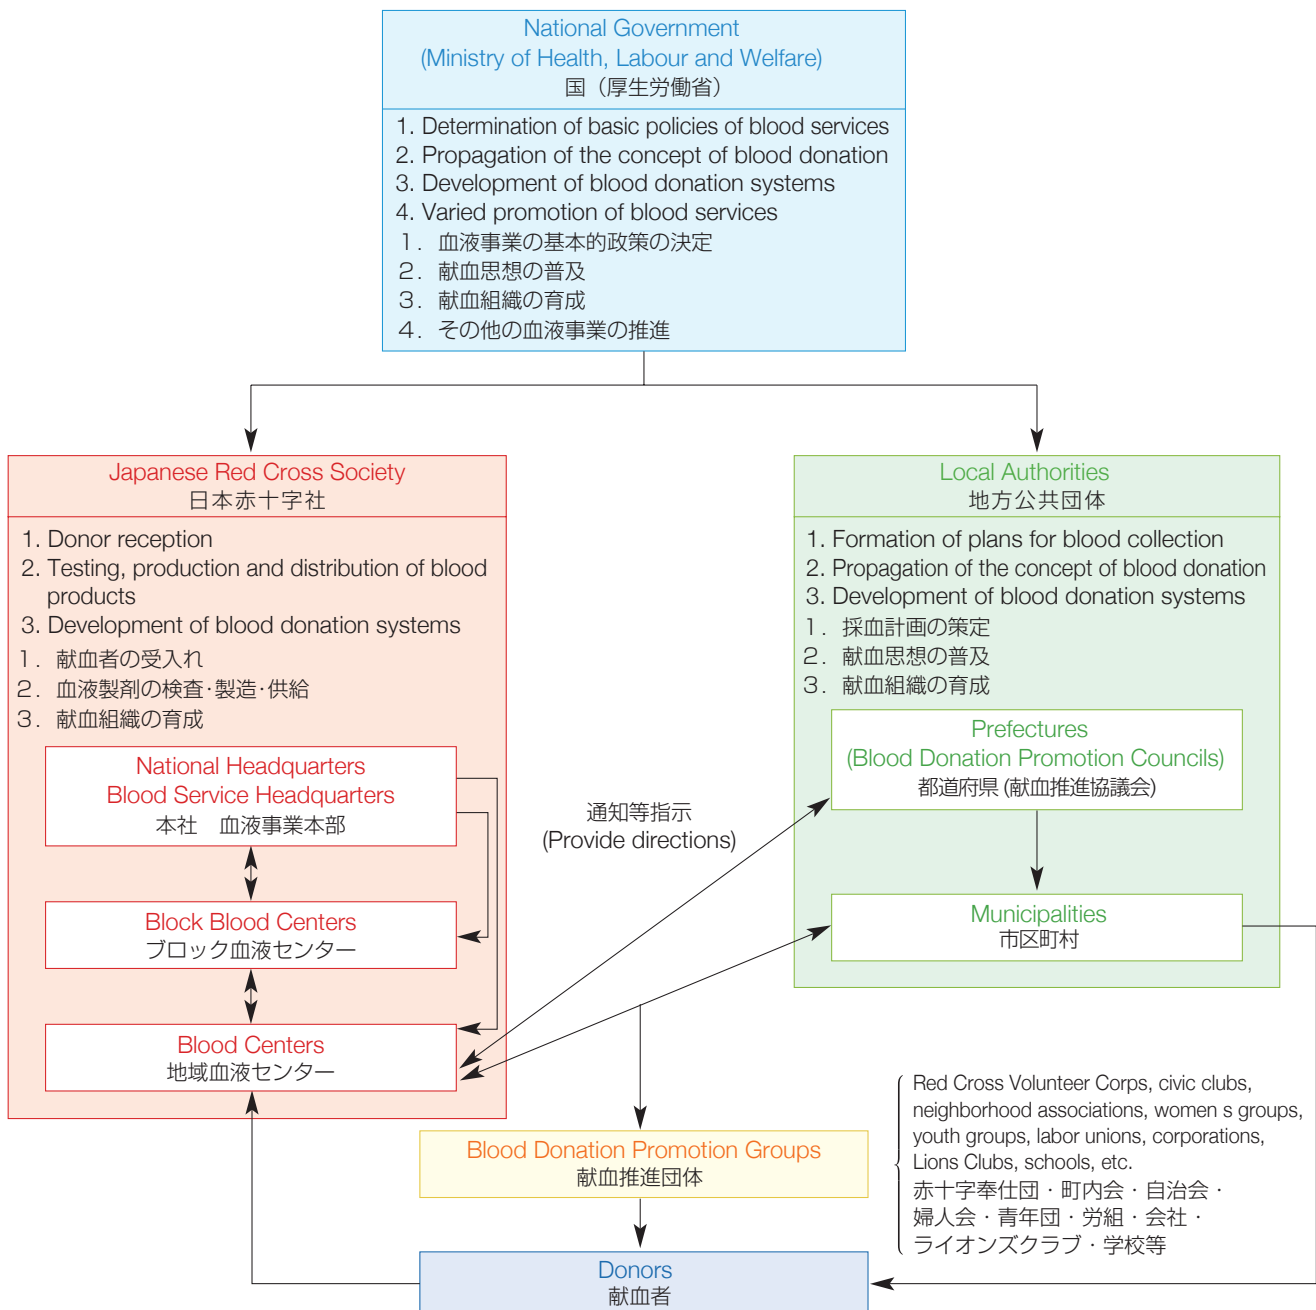 National Government
(Ministry of Health, Labour and Welfare)
国（厚生労働省）
1. Determination of basic policies of blood services
2. Propagation of the concept of blood donation
3. Development of blood donation systems
4. Varied promotion of blood services
１．血液事業の基本的政策の決定
２．献血思想の普及
３．献血組織の育成
４．その他の血液事業の推進
Japanese Red Cross Society
日本赤十字社
1. Donor reception
2. Testing, production and distribution of blood
products
3. Development of blood donation systems
１．献血者の受入れ
２．血液製剤の検査・製造・供給
３．献血組織の育成
National Headquarters
Blood Service Headquarters
本社　血液事業本部
Block Blood Centers
ブロック血液センター
Blood Centers
地域血液センター
通知等指示
(Provide directions)
Local Authorities
地方公共団体
1. Formation of plans for blood collection
2. Propagation of the concept of blood donation
3. Development of blood donation systems
１．採血計画の策定
２．献血思想の普及
３．献血組織の育成
Prefectures
(Blood Donation Promotion Councils)
都道府県 (献血推進協議会)
Municipalities
市区町村
Blood Donation Promotion Groups
献血推進団体
Red Cross Volunteer Corps, civic clubs,
neighborhood associations, women s groups,
youth groups, labor unions, corporations,
Lions Clubs, schools, etc.
赤十字奉仕団・町内会・自治会・
婦人会・青年団・労組・会社・
ライオンズクラブ・学校等
Donors
献血者